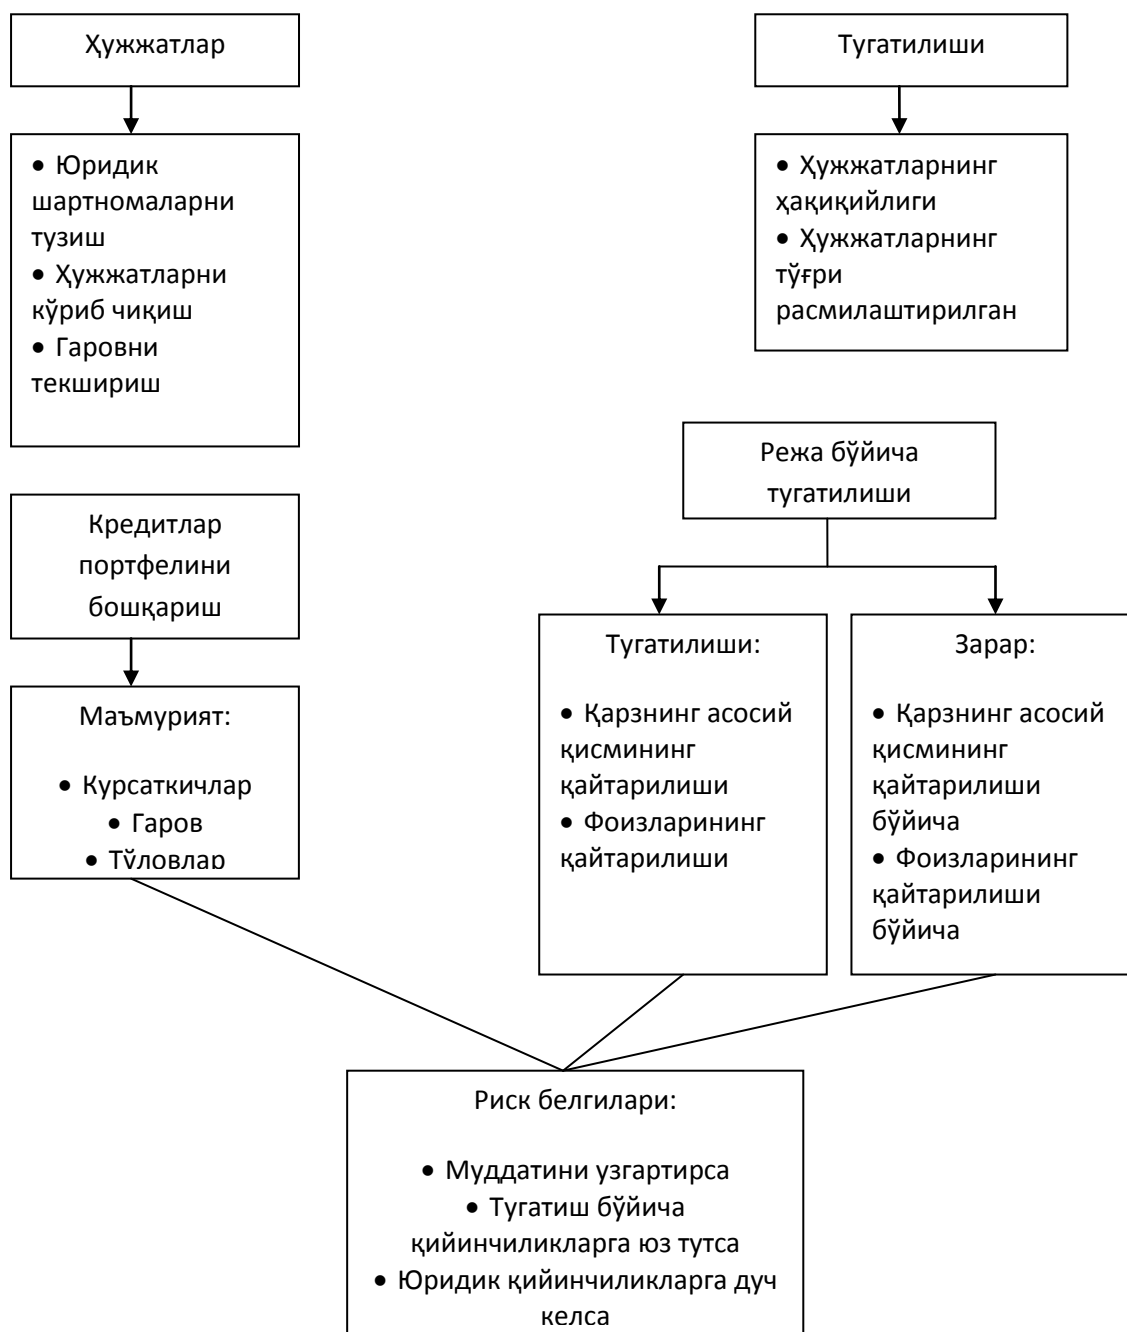 Ҳужжатлар
• Юридик
шартномаларни
тузиш
• Ҳужжатларни
кўриб чиқиш
• Гаровни
текшириш
Тугатилиши
• Ҳужжатларнинг
ҳақиқийлиги
• Ҳужжатларнинг
тўғри
расмилаштирилган
Режа бўйича
тугатилиши
Кредитлар
портфелини
бошқариш
Маъмурият:
• Курсаткичлар
• Гаров
• Тўловлар
Тугатилиши:
• Қарзнинг асосий
қисмининг
қайтарилиши
• Фоизларининг
қайтарилиши
Зарар:
• Қарзнинг асосий
қисмининг
қайтарилиши
бўйича
• Фоизларининг
қайтарилиши
бўйича
Риск белгилари:
• Муддатини узгартирса
• Тугатиш бўйича
қийинчиликларга юз тутса
• Юридик қийинчиликларга дуч
келса